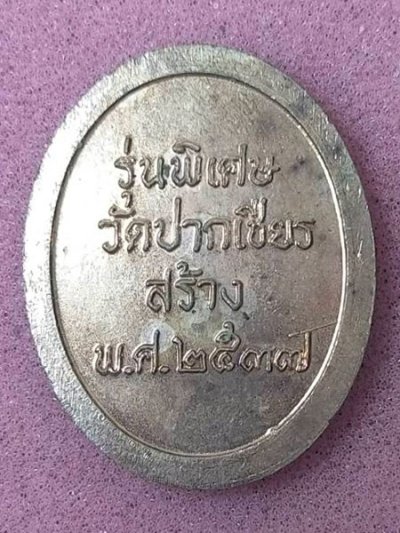 รุ่นพิเศษ
วัดปากเชียร
สร้าง
พ.ศ.๒๕๓๗